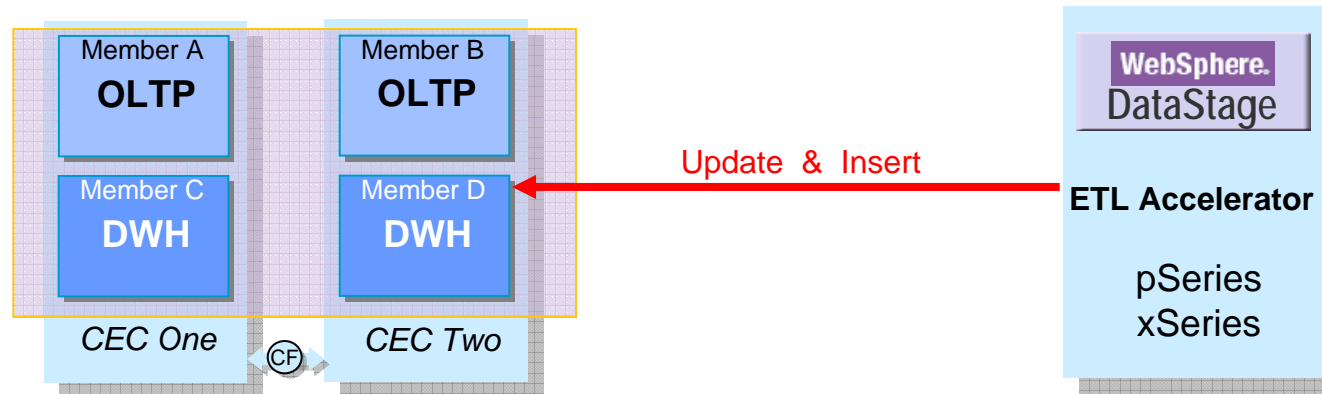 Member A
OLTP
Member B
OLTP
Member C
DWH
Member D
DWH
CEC One
CF
CEC Two
Update & Insert
WebSphere.
DataStage
ETL Accelerator
pSeries
xSeries